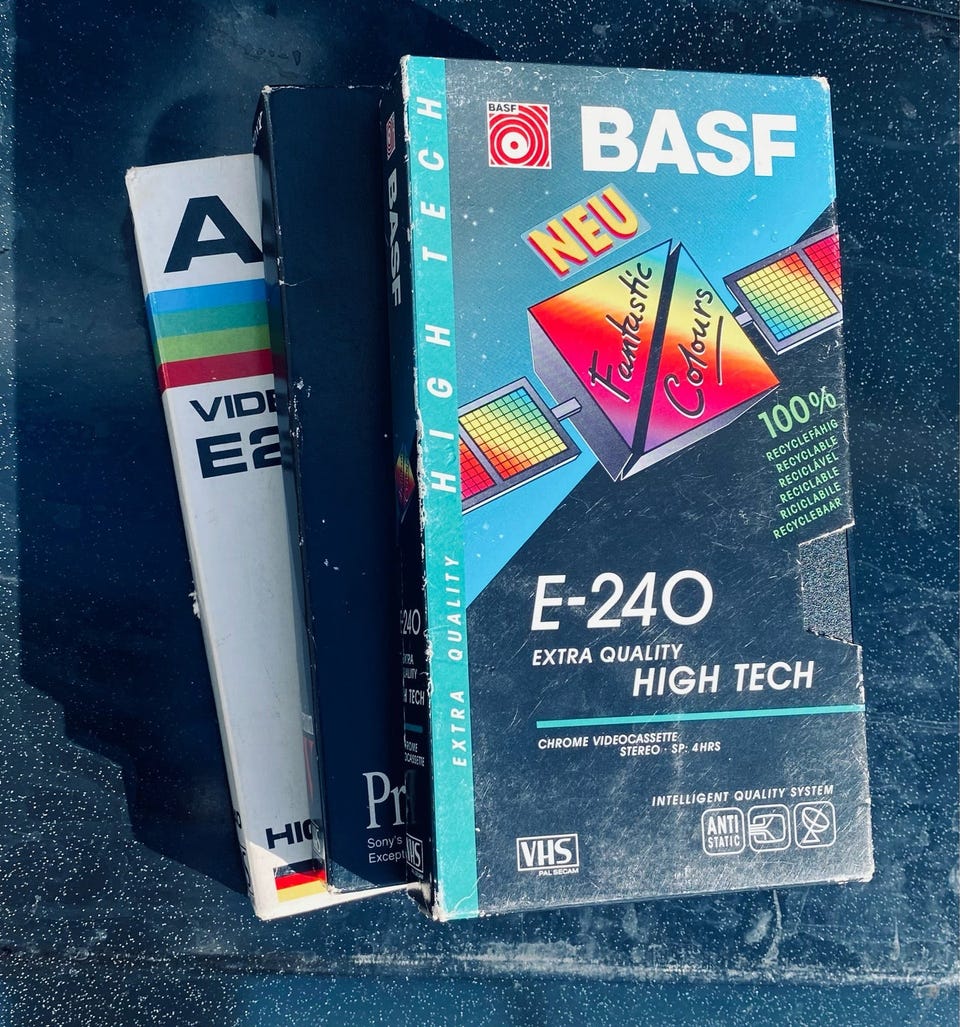 A
VIDE
E2
HIG
Pr
Sony's
Except
BASF
240
EXTRA
QUALITY
HIGH TECH
VHS
HIGH TECH
EXTRA QUALITY
BASF
BASF
NEU
Fantastic
Colours
100%
RECYCLEFÄHIG
RECYCLABLE
RECICLÁVEL
RECICLABLE
RICICLABILE
RECYCLEBAAR
E-240
EXTRA QUALITY
HIGH TECH
CHROME VIDEOCASSETTE
STEREO · SP: 4HRS
INTELLIGENT QUALITY SYSTEM
ANTI
STATIC
VHS
PAL SECAM